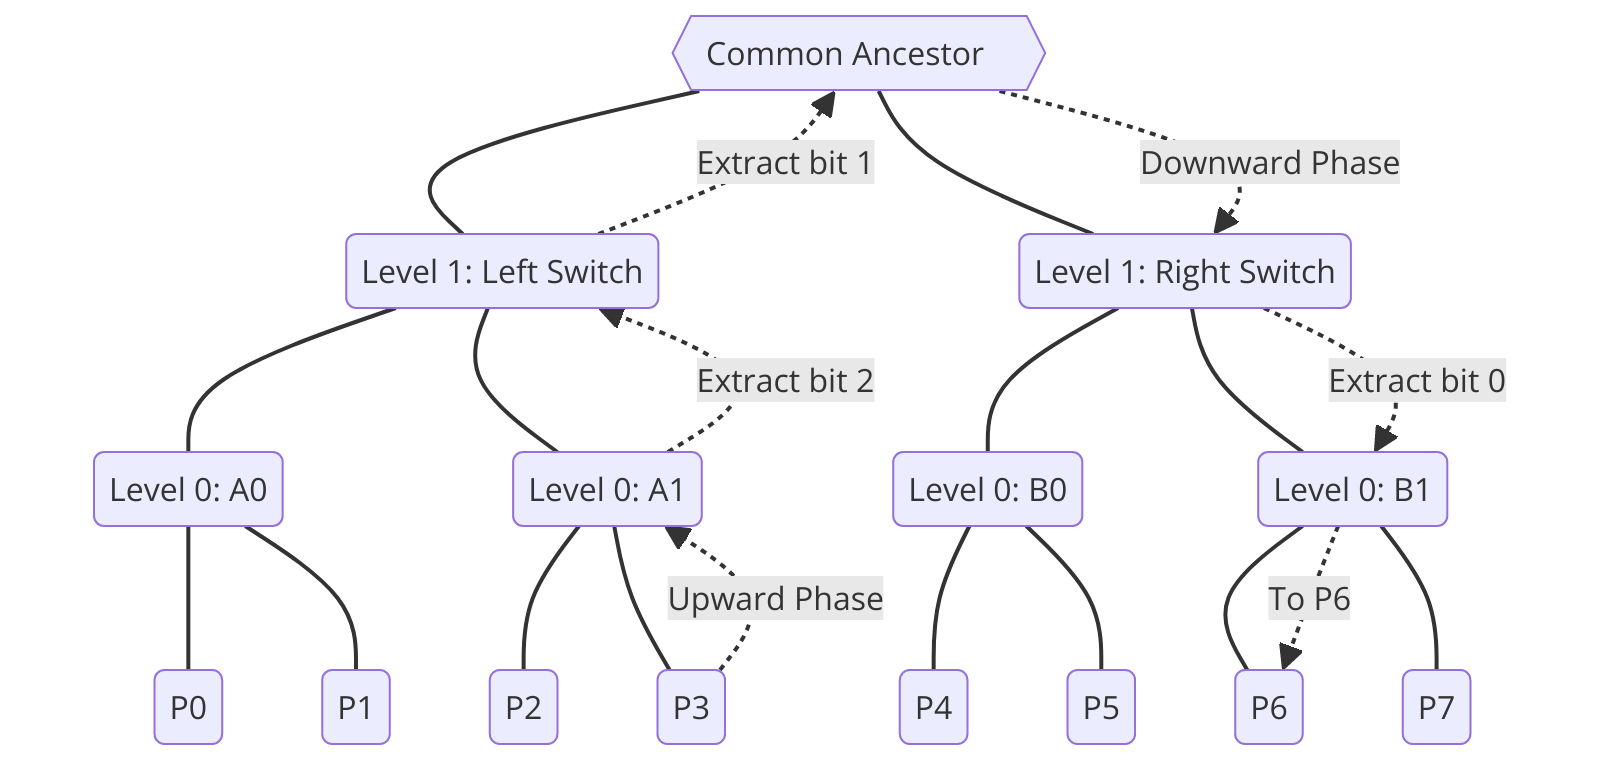 Common Ancestor
Extract bit 1
Downward Phase
Level 1: Left Switch
Level 1: Right Switch
Extract bit 2
Extract bit 0
Level 0: A0
Level 0: A1
Level 0: B0
Level 0: B1
Upward Phase
To P6
P0
P1
P2
P3
P4
P5
P6
P7